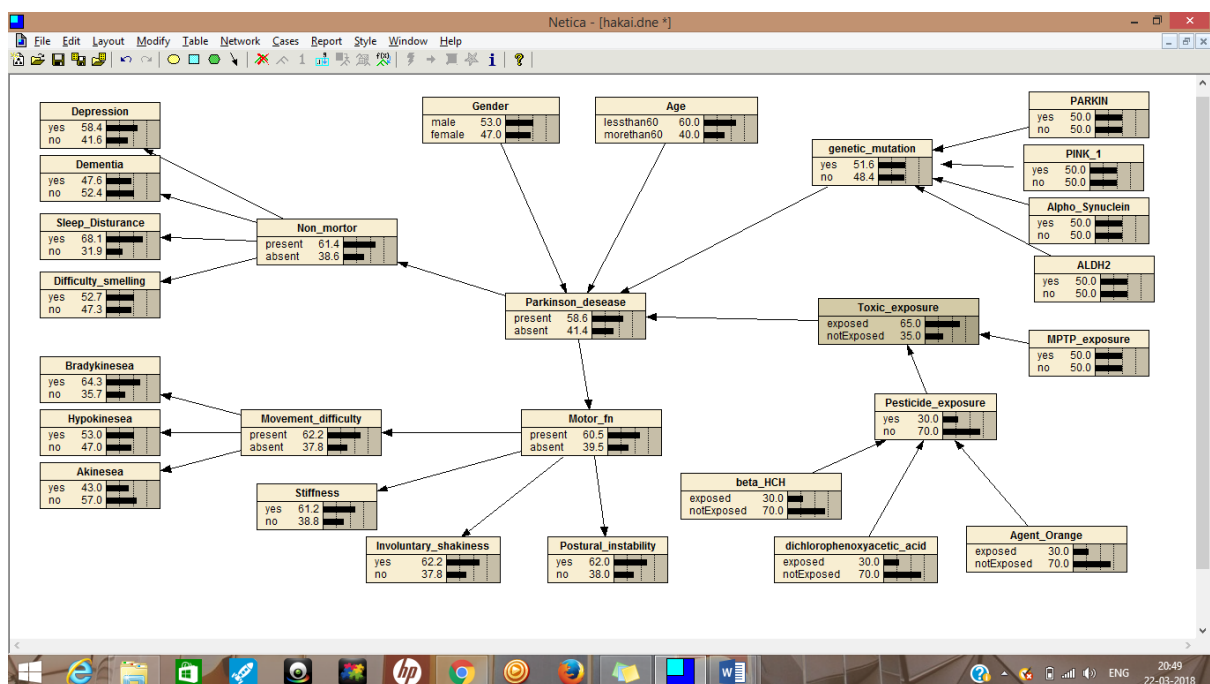 Netica - [hakai.dne *]
File Edit Layout Modify Table Network Cases Report Style Window Help
Depression
yes 58.4
no 41.6
Dementia
yes 47.6
no 52.4
Sleep_Disturance
yes 68.1
no 31.9
Difficulty_smelling
yes 52.7
no 47.3
Non_mortor
present 61.4
absent 38.6
Gender
male 53.0
female 47.0
Age
lessthan60 60.0
morethan60 40.0
genetic_mutation
yes 51.6
no 48.4
PARKIN
yes 50.0
no 50.0
PINK_1
yes 50.0
no 50.0
Alpho_Synuclein
yes 50.0
no 50.0
ALDH2
yes 50.0
no 50.0
Parkinson_desease
present 58.6
absent 41.4
Toxic_exposure
exposed 65.0
notExposed 35.0
MPTP_exposure
yes 50.0
no 50.0
Bradykinesea
yes 64.3
no 35.7
Hypokinesea
yes 53.0
no 47.0
Akinesea
yes 43.0
no 57.0
Movement_difficulty
present 62.2
absent 37.8
Motor_fn
present 60.5
absent 39.5
Pesticide_exposure
yes 30.0
no 70.0
Stiffness
yes 61.2
no 38.8
beta_HCH
exposed 30.0
notExposed 70.0
Involuntary_shakiness
yes 62.2
no 37.8
Postural_instability
yes 62.0
no 38.0
dichlorophenoxyacetic_acid
exposed 30.0
notExposed 70.0
Agent_Orange
exposed 30.0
notExposed 70.0
hp
ENG
20:49
22-03-2018